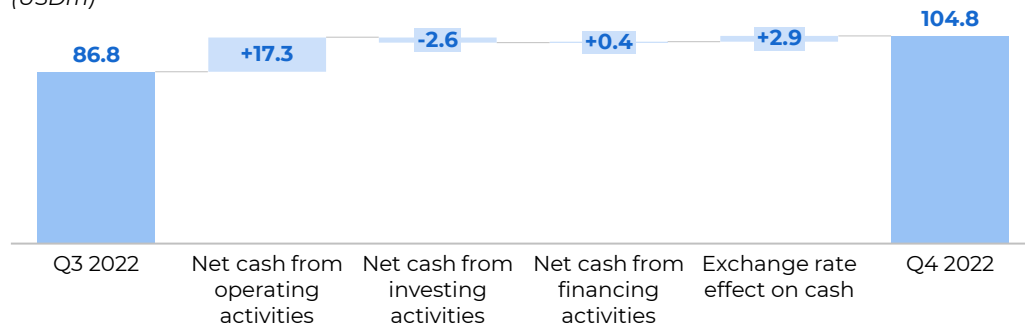 (USDm)
86.8
+17.3
-2.6
+0.4
+2.9
104.8
Q3 2022
Net cash from
operating
activities
Net cash from
investing
activities
Net cash from
financing
activities
Exchange rate
effect on cash
Q4 2022